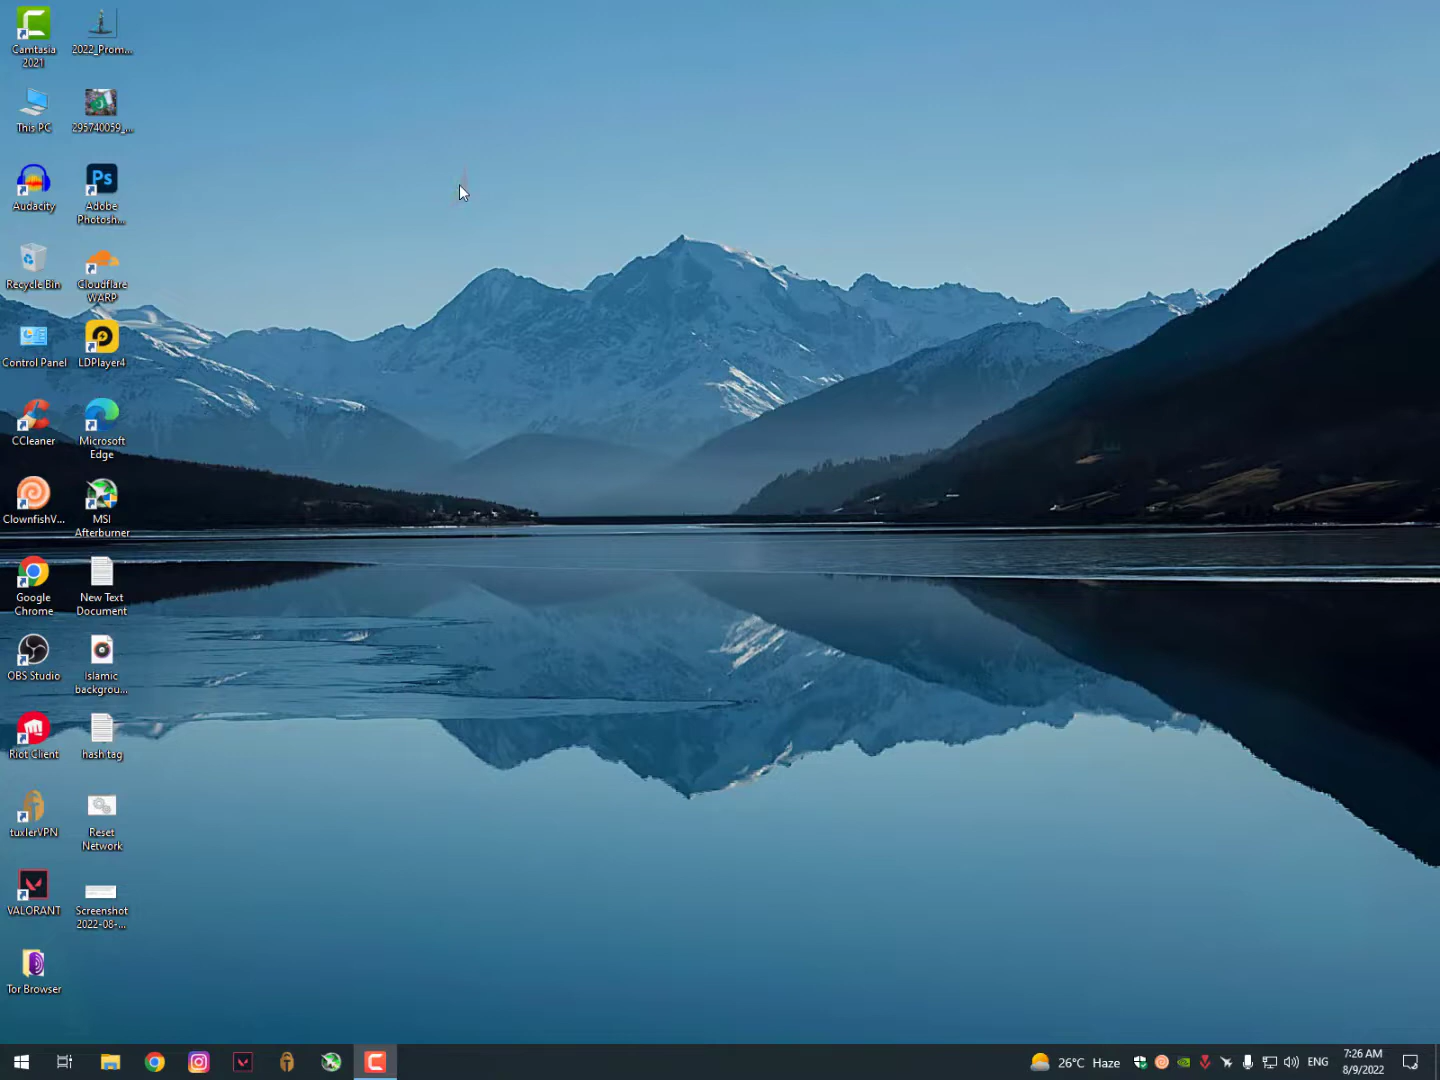 Camtasia
2021
2022_Prom...
This PC
295740059_...
Audacity
Ps
Adobe
Photosh...
Recycle Bin
Cloudflare
WARP
Control Panel
LDPlayer4
CCleaner
Microsoft
Edge
ClownfishV...
MSI
Afterburner
Google
Chrome
New Text
Document
OBS Studio
Islamic
backgrou...
Riot Client
hash tag
tuxlerVPN
Reset
Network
VALORANT
Screenshot
2022-08-...
Tor Browser
26°C Haze
ENG
7:26 AM
8/9/2022